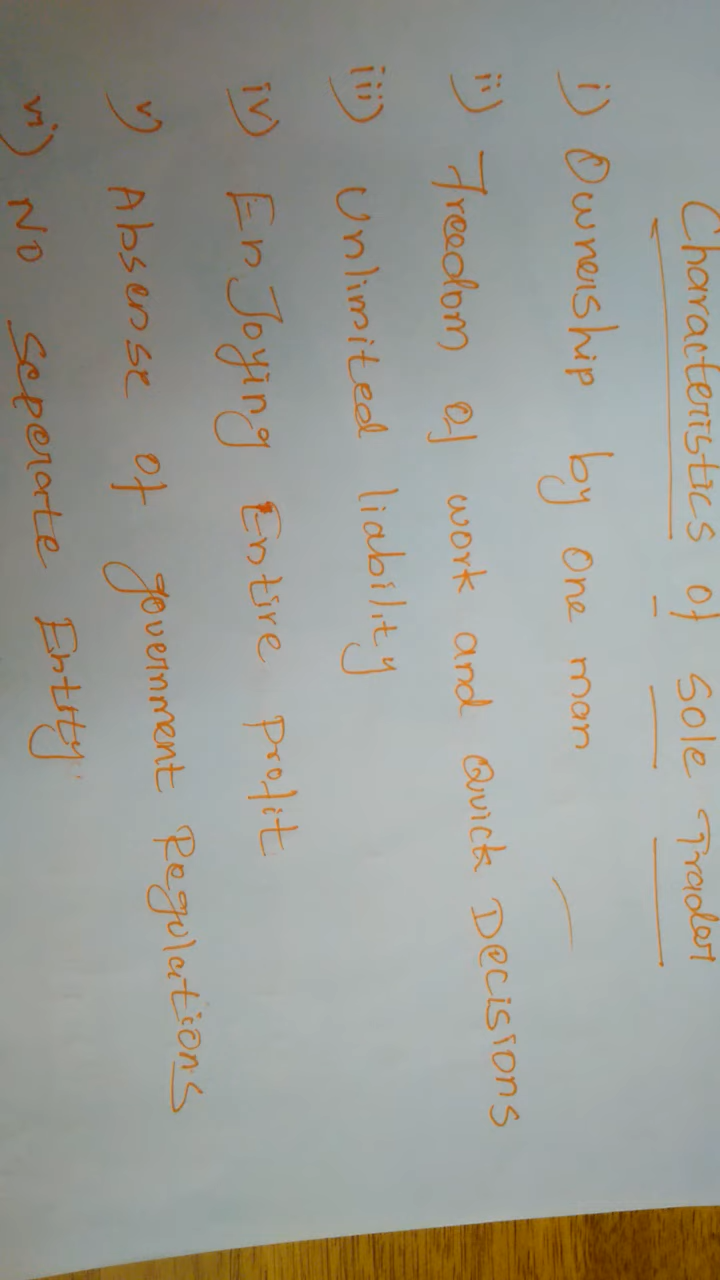 Characteristics of Sole Trader
i) Ownership by one man
ii) Freedom of work and Quick Decisions
iii) Unlimited liability
iv) Enjoying Entire profit
v) Absense of government Regulations
vi) No seperate Entity.